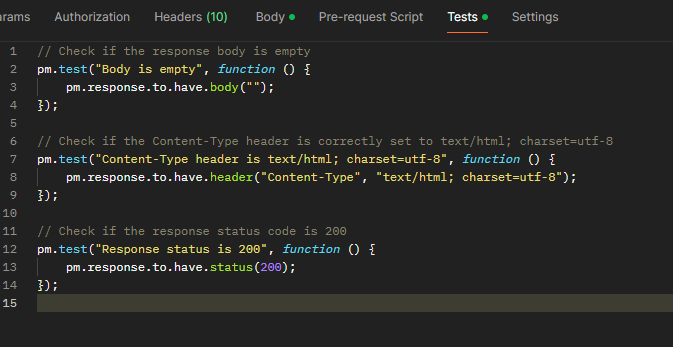 rams Authorization Headers (10) Body Pre-request Script Tests Settings
1 // Check if the response body is empty
2 pm.test("Body is empty", function () {
3 pm.response.to.have.body("");
4 });
5
6 // Check if the Content-Type header is correctly set to text/html; charset=utf-8
7 pm.test("Content-Type header is text/html; charset=utf-8", function () {
8 pm.response.to.have.header("Content-Type", "text/html; charset=utf-8");
9 });
10
11 // Check if the response status code is 200
12 pm.test("Response status is 200", function () {
13 pm.response.to.have.status(200);
14 });
15